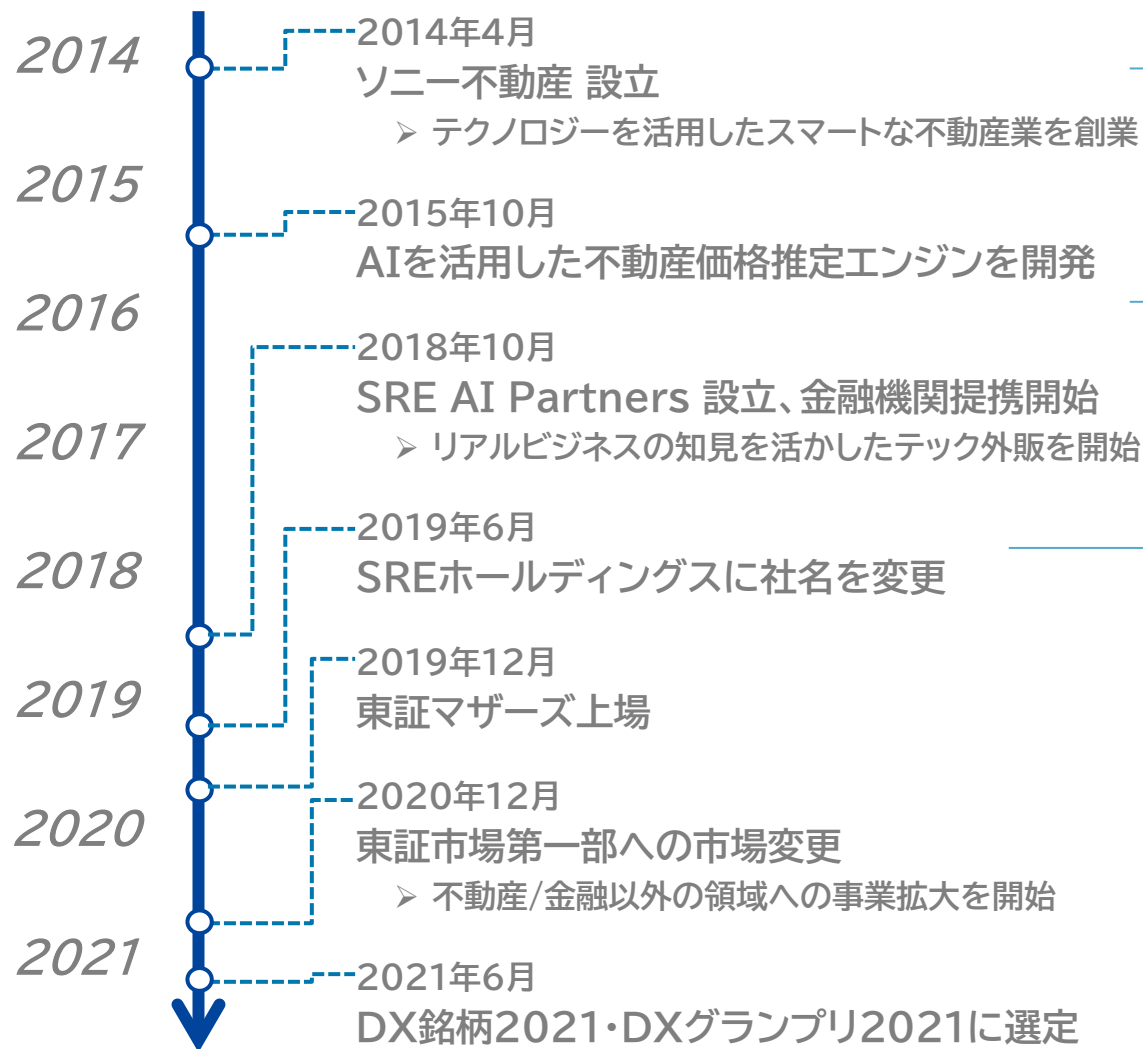 2014
2014年4月
ソニー不動産 設立
➢ テクノロジーを活用したスマートな不動産業を創業
2015
2015年10月
AIを活用した不動産価格推定エンジンを開発
2016
2018年10月
SRE AI Partners 設立、金融機関提携開始
➢ リアルビジネスの知見を活かしたテック外販を開始
2017
2019年6月
SREホールディングスに社名を変更
2018
2019年12月
東証マザーズ上場
2019
2020年12月
東証市場第一部への市場変更
➢ 不動産/金融以外の領域への事業拡大を開始
2020
2021
2021年6月
DX銘柄2021・DXグランプリ2021に選定